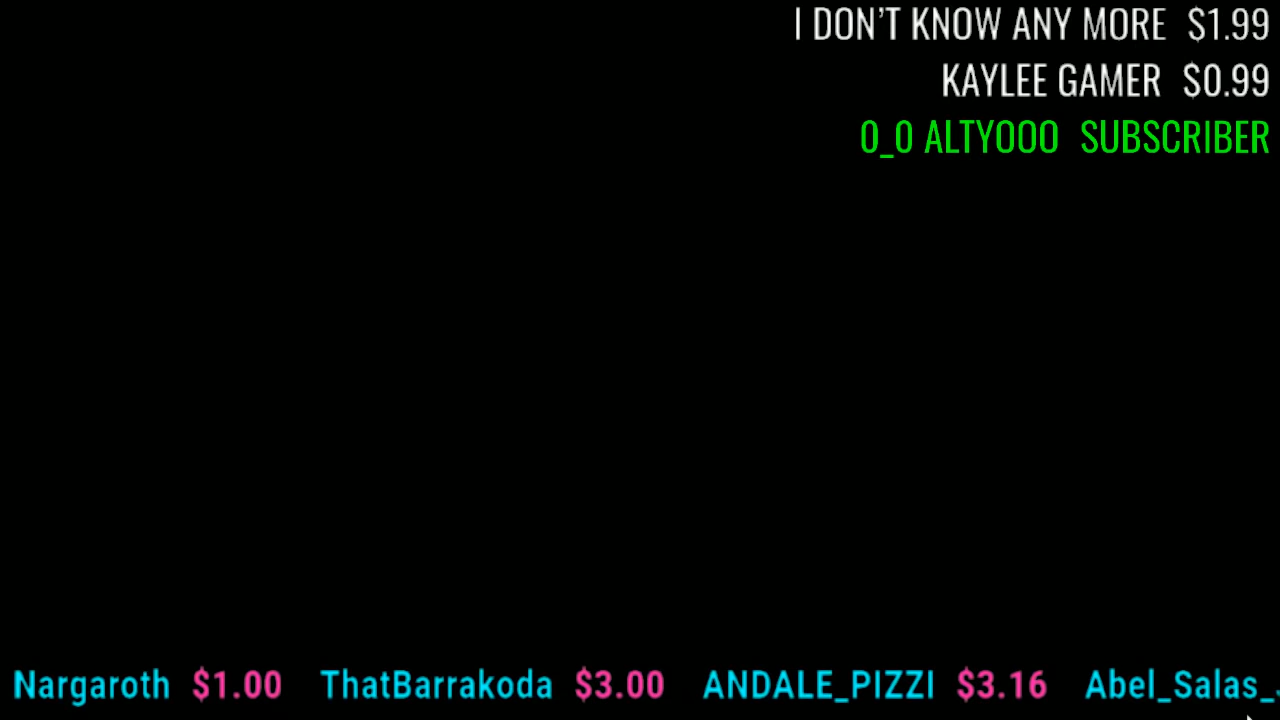 I DON'T KNOW ANY MORE $1.99
KAYLEE GAMER $0.99
0_0 ALTYOOO SUBSCRIBER
Nargaroth $1.00 ThatBarrakoda $3.00 ANDALE_PIZZI $3.16 Abel_Salas_